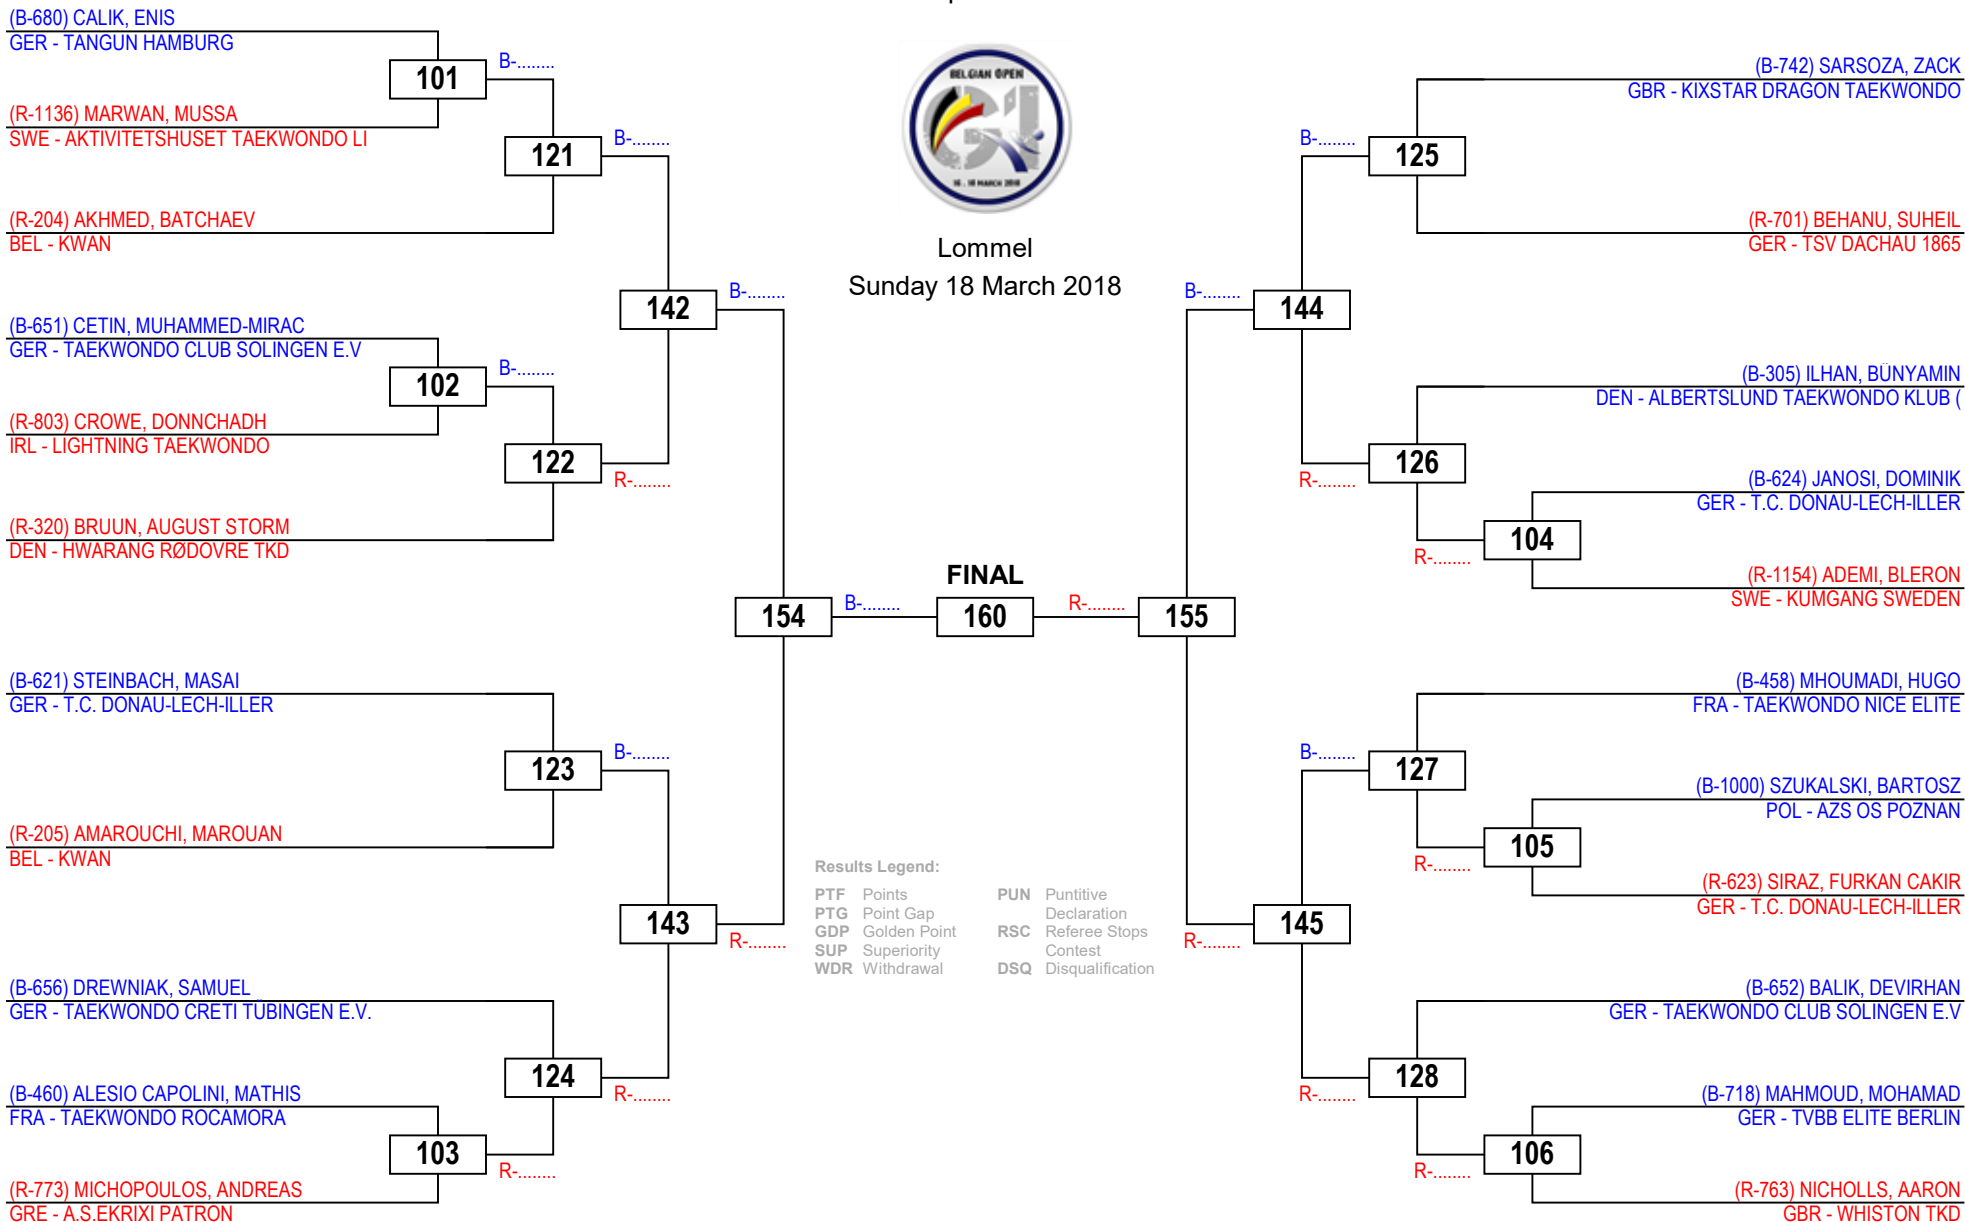 (B-680) CALIK, ENIS
GER - TANGUN HAMBURG
101
B-........
(R-1136) MARWAN, MUSSA
SWE - AKTIVITETSHUSET TAEKWONDO LI
121
B-........
(R-204) AKHMED, BATCHAEV
BEL - KWAN
142
B-........
(B-651) CETIN, MUHAMMED-MIRAC
GER - TAEKWONDO CLUB SOLINGEN E.V
102
B-........
(R-803) CROWE, DONNCHADH
IRL - LIGHTNING TAEKWONDO
122
R-........
(R-320) BRUUN, AUGUST STORM
DEN - HWARANG RØDOVRE TKD
154
B-........
(B-621) STEINBACH, MASAI
GER - T.C. DONAU-LECH-ILLER
123
B-........
(R-205) AMAROUCHI, MAROUAN
BEL - KWAN
143
R-........
(B-656) DREWNIAK, SAMUEL
GER - TAEKWONDO CRETI TÜBINGEN E.V.
124
R-........
(B-460) ALESIO CAPOLINI, MATHIS
FRA - TAEKWONDO ROCAMORA
103
R-........
(R-773) MICHOPOULOS, ANDREAS
GRE - A.S.EKRIXI PATRON
BELGIAN OPEN
G1
16 . 18 MARCH 2018
Lommel
Sunday 18 March 2018
FINAL
160
Results Legend:
PTF Points PUN Puntitive
PTG Point Gap Declaration
GDP Golden Point RSC Referee Stops
SUP Superiority Contest
WDR Withdrawal DSQ Disqualification
(B-742) SARSOZA, ZACK
GBR - KIXSTAR DRAGON TAEKWONDO
B-........
125
(R-701) BEHANU, SUHEIL
GER - TSV DACHAU 1865
B-........
144
(B-305) ILHAN, BÜNYAMIN
DEN - ALBERTSLUND TAEKWONDO KLUB (
R-........
126
(B-624) JANOSI, DOMINIK
GER - T.C. DONAU-LECH-ILLER
R-........
104
(R-1154) ADEMI, BLERON
SWE - KUMGANG SWEDEN
R-........
155
(B-458) MHOUMADI, HUGO
FRA - TAEKWONDO NICE ELITE
B-........
127
(B-1000) SZUKALSKI, BARTOSZ
POL - AZS OS POZNAN
R-........
105
(R-623) SIRAZ, FURKAN CAKIR
GER - T.C. DONAU-LECH-ILLER
R-........
145
(B-652) BALIK, DEVIRHAN
GER - TAEKWONDO CLUB SOLINGEN E.V
R-........
128
(B-718) MAHMOUD, MOHAMAD
GER - TVBB ELITE BERLIN
R-........
106
(R-763) NICHOLLS, AARON
GBR - WHISTON TKD